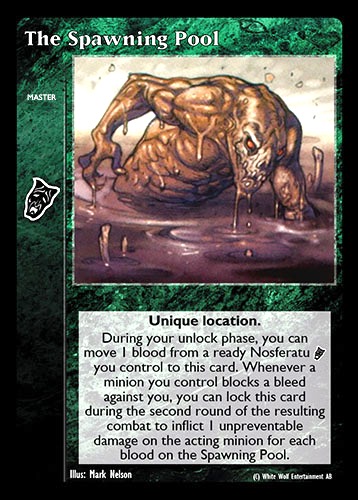 The Spawning Pool
MASTER
Unique location.
During your unlock phase, you can
move 1 blood from a ready Nosferatu
you control to this card. Whenever a
minion you control blocks a bleed
against you, you can lock this card
during the second round of the resulting
combat to inflict 1 unpreventable
damage on the acting minion for each
blood on the Spawning Pool.
Illus: Mark Nelson
(C) White Wolf Entertainment AB